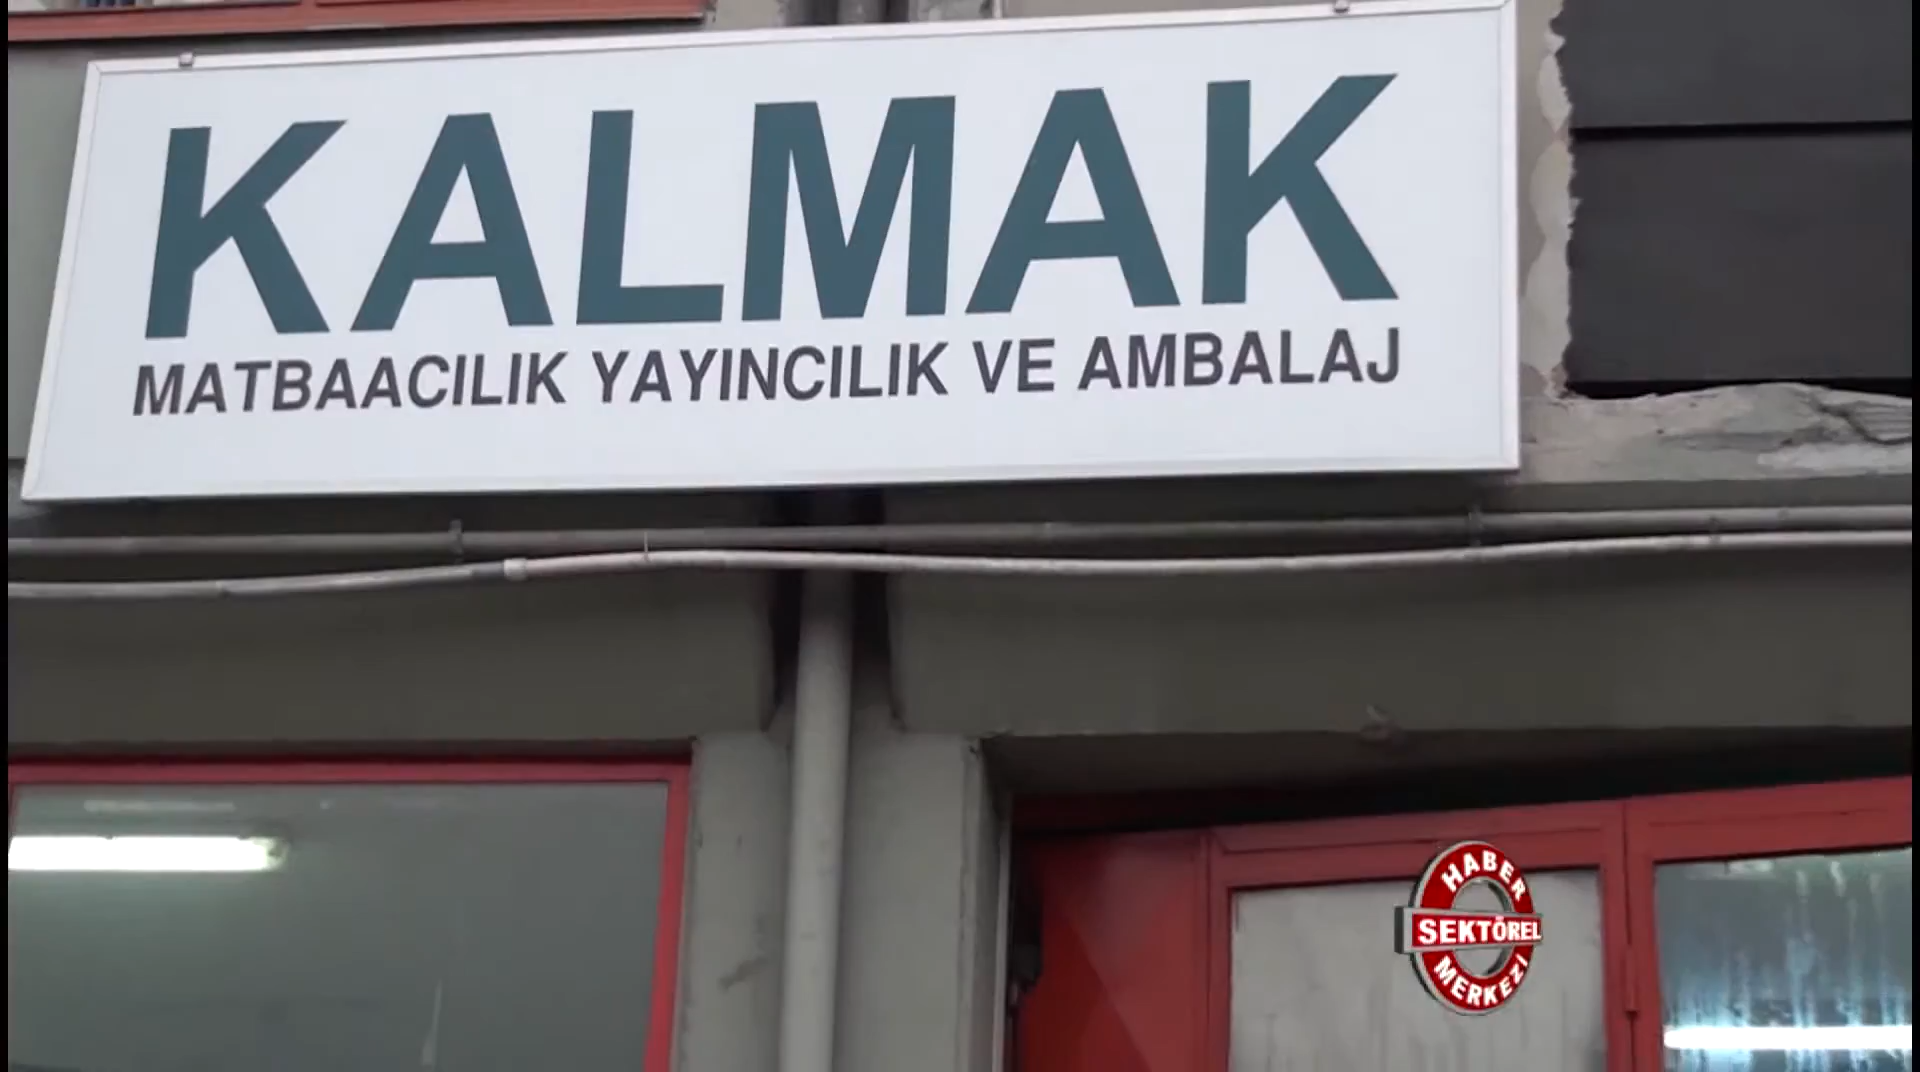 KALMAK
MATBAACILIK YAYINCILIK VE AMBALAJ
HABER
SEKTÖREL
MERKEZİ